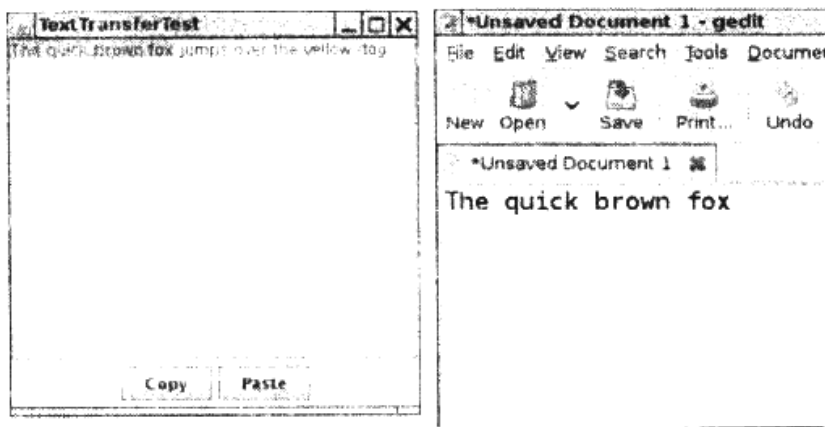 TextTransferTest
The quick brown fox jumps over the yellow dog
Copy Paste
*Unsaved Document 1 - gedit
File Edit View Search Tools Documen
New Open Save Print... Undo
*Unsaved Document 1
The quick brown fox